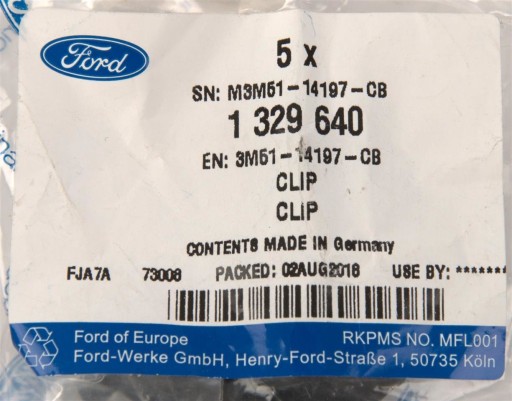 Ford
5 x
SN: M3M51-14197-CB
1 329 640
EN: 3M51-14197-CB
CLIP
CLIP
CONTENTS MADE IN Germany
FJA7A 73008 PACKED: 02AUG2016 USE BY: *******
Ford of Europe RKPMS NO. MFL001
Ford-Werke GmbH, Henry-Ford-Straße 1, 50735 Köln